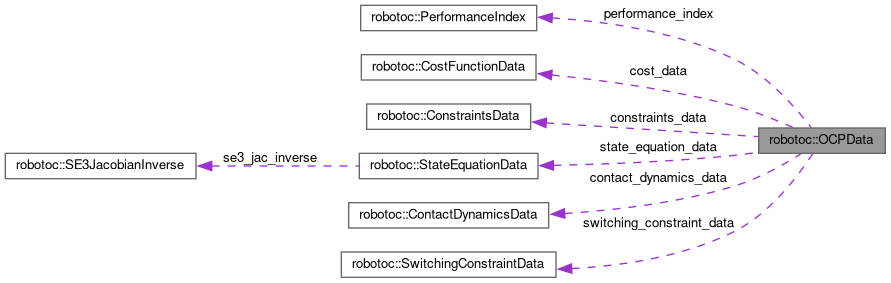 robotoc::PerformanceIndex
performance_index
robotoc::CostFunctionData
cost_data
robotoc::ConstraintsData
constraints_data
robotoc::OCPData
robotoc::SE3JacobianInverse
se3_jac_inverse
robotoc::StateEquationData
state_equation_data
robotoc::ContactDynamicsData
contact_dynamics_data
robotoc::SwitchingConstraintData
switching_constraint_data